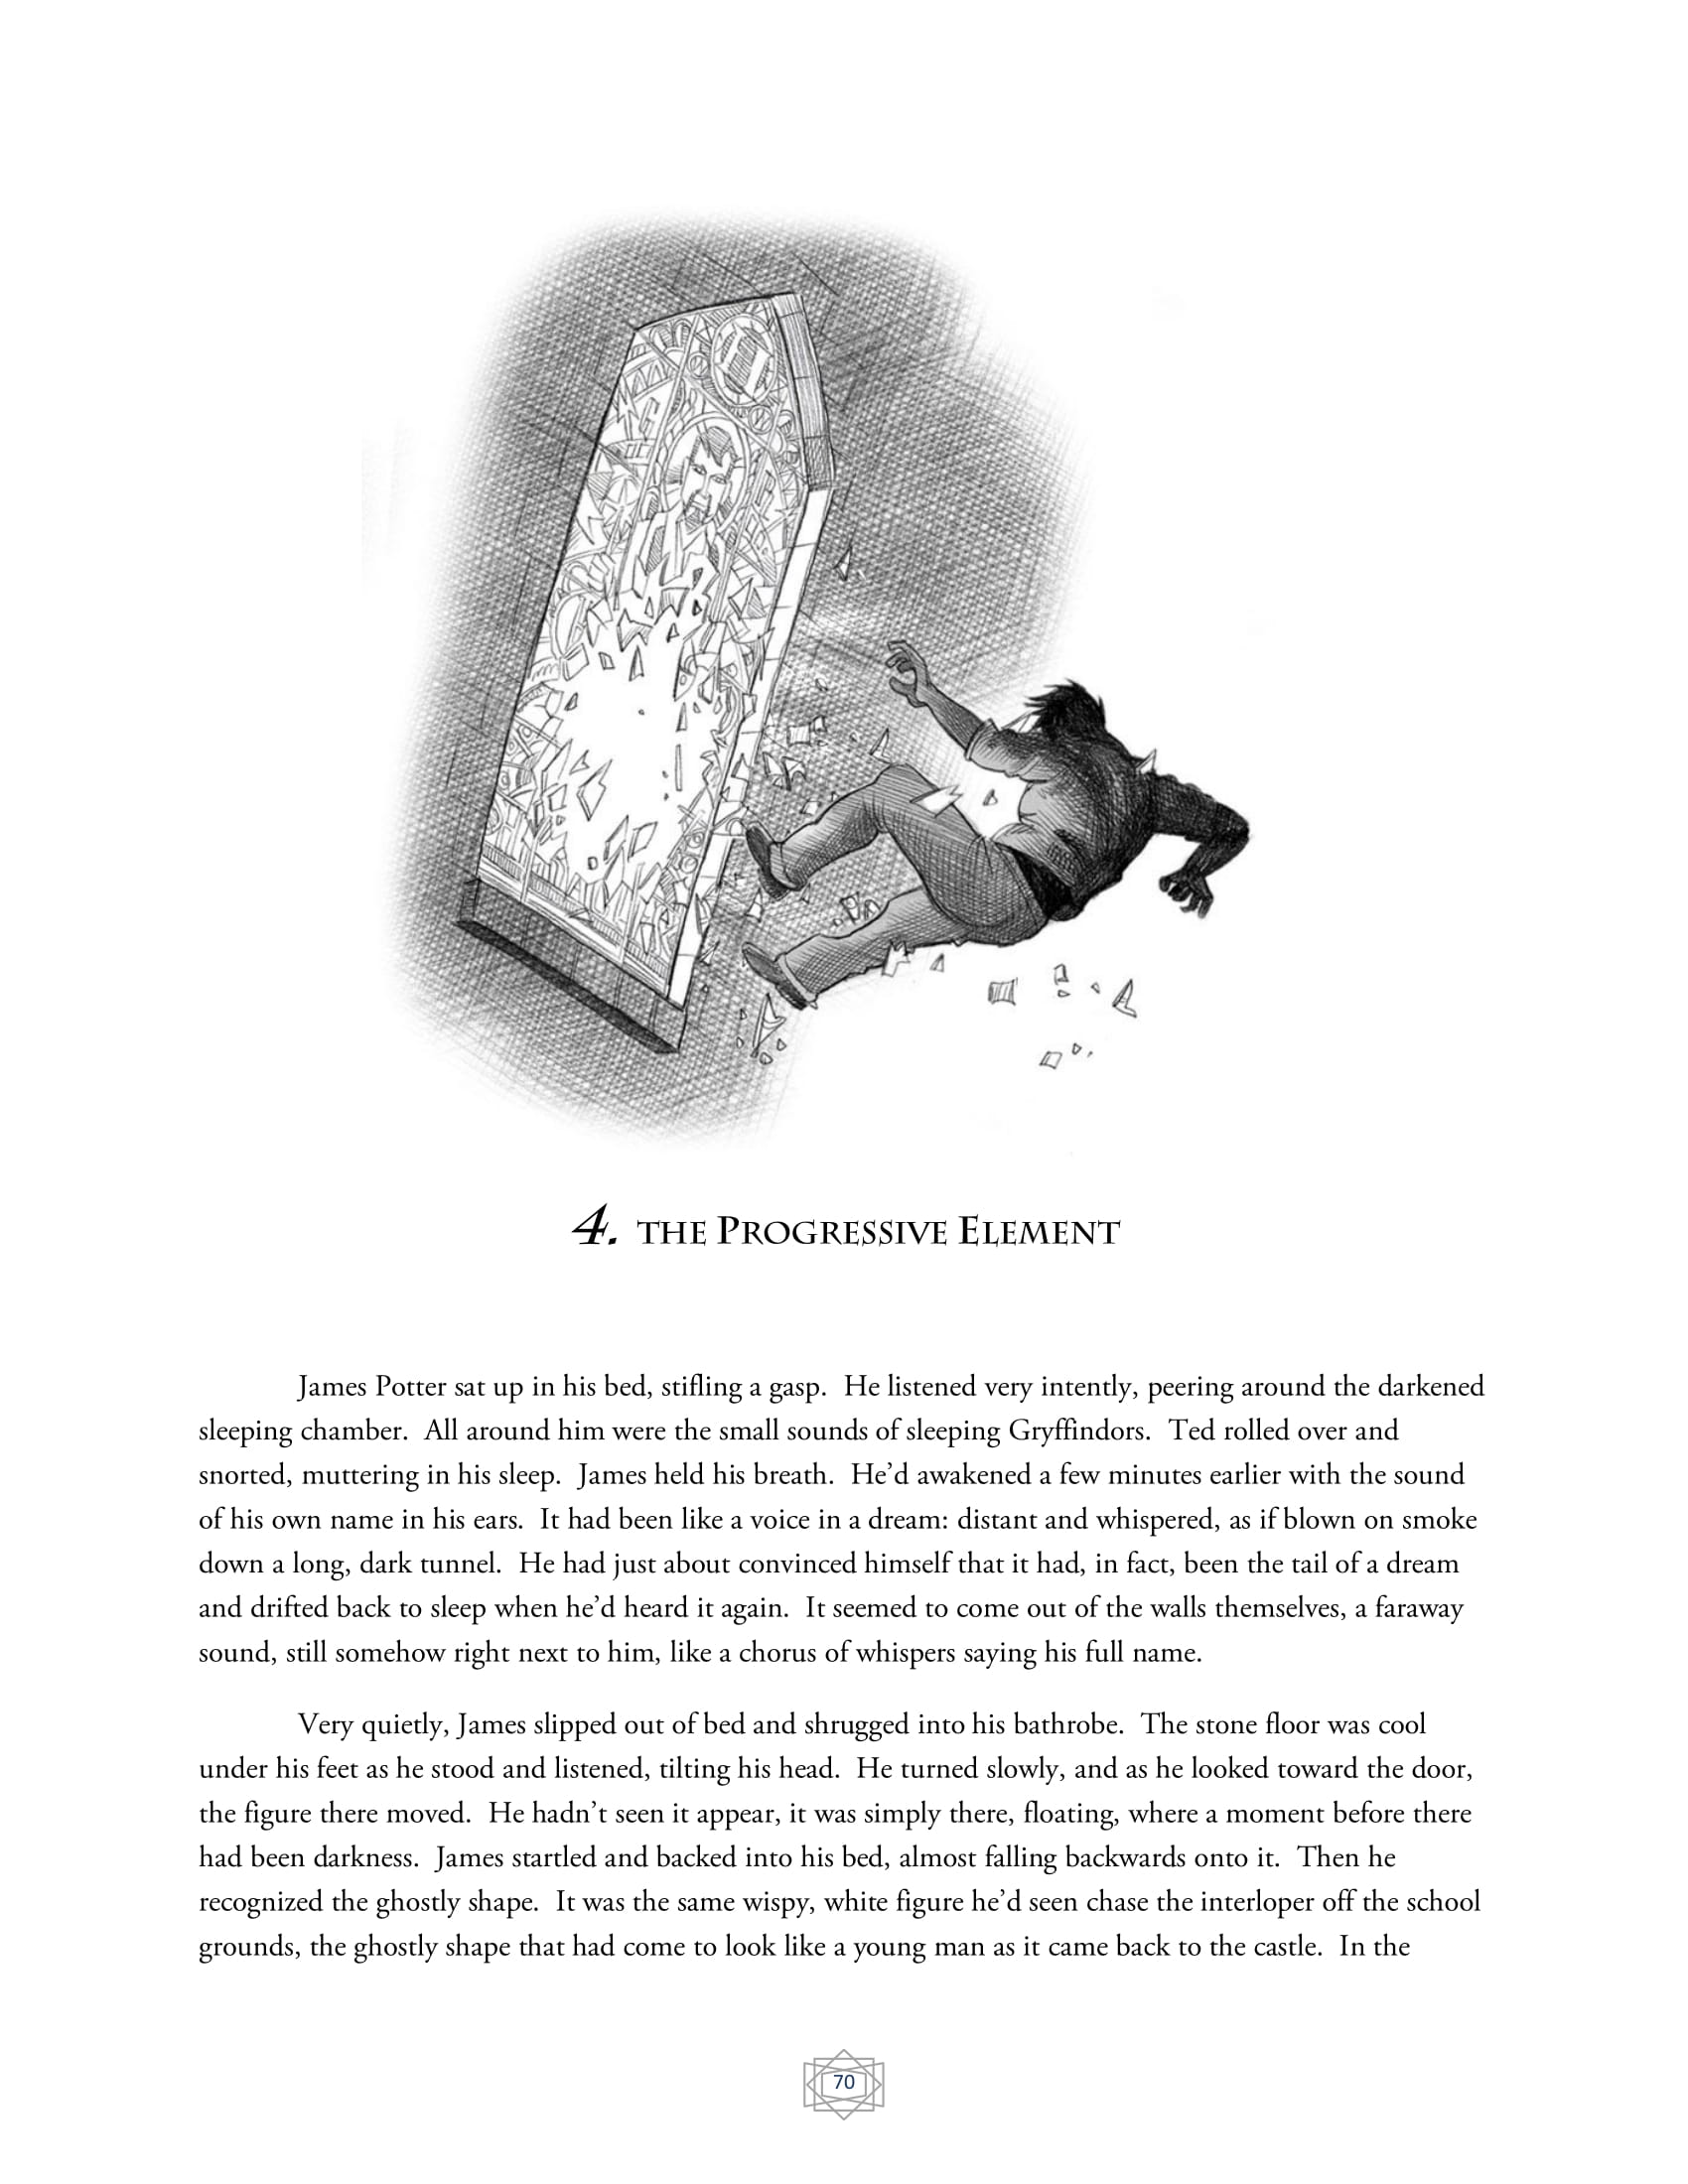 4. THE PROGRESSIVE ELEMENT
James Potter sat up in his bed, stifling a gasp.  He listened very intently, peering around the darkened
sleeping chamber.  All around him were the small sounds of sleeping Gryffindors.  Ted rolled over and
snorted, muttering in his sleep.  James held his breath.  He’d awakened a few minutes earlier with the sound
of his own name in his ears.  It had been like a voice in a dream: distant and whispered, as if blown on smoke
down a long, dark tunnel.  He had just about convinced himself that it had, in fact, been the tail of a dream
and drifted back to sleep when he’d heard it again.  It seemed to come out of the walls themselves, a faraway
sound, still somehow right next to him, like a chorus of whispers saying his full name.
Very quietly, James slipped out of bed and shrugged into his bathrobe.  The stone floor was cool
under his feet as he stood and listened, tilting his head.  He turned slowly, and as he looked toward the door,
the figure there moved.  He hadn’t seen it appear, it was simply there, floating, where a moment before there
had been darkness.  James startled and backed into his bed, almost falling backwards onto it.  Then he
recognized the ghostly shape.  It was the same wispy, white figure he’d seen chase the interloper off the school
grounds, the ghostly shape that had come to look like a young man as it came back to the castle.  In the
70